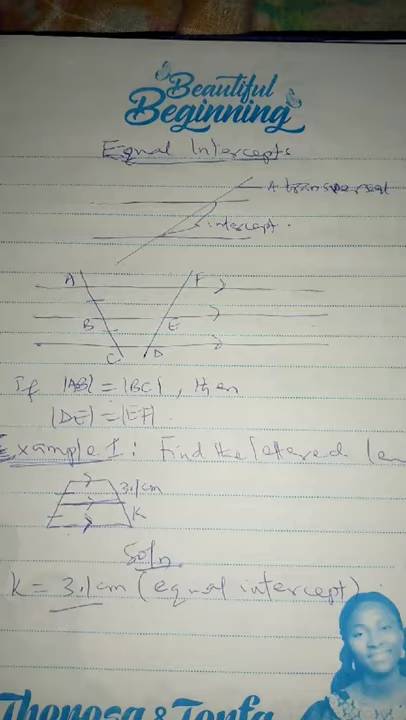 Beautiful
Beginning
Equal Intercepts
A transversal
intercept.
A F
B E
C D
If |AB| = |BC|, then
|DE| = |EF|
Example 1: Find the lettered
3.1cm
k
Soln.
k = 3.1cm (equal intercept)